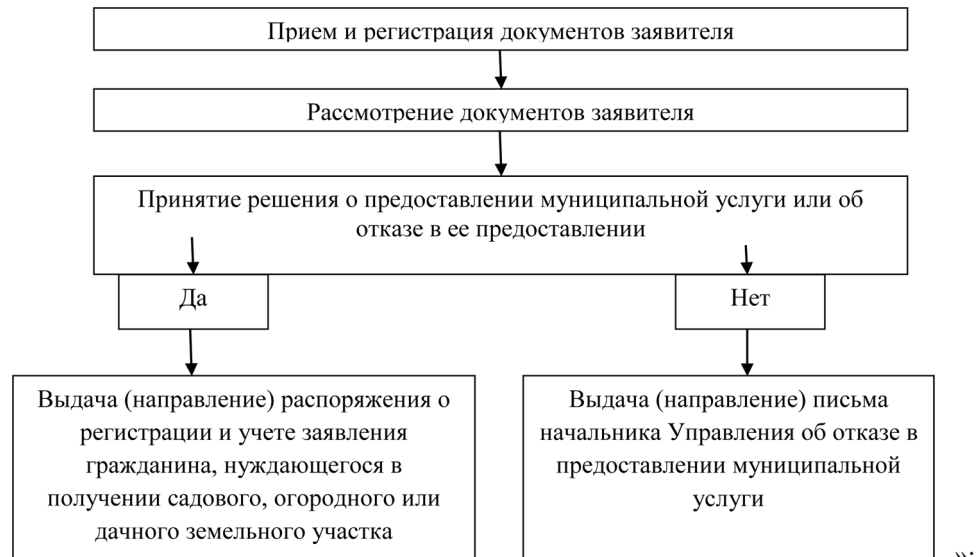 Прием и регистрация документов заявителя
Рассмотрение документов заявителя
Принятие решения о предоставлении муниципальной услуги или об
отказе в ее предоставлении
Да
Нет
Выдача (направление) распоряжения о
регистрации и учете заявления
гражданина, нуждающегося в
получении садового, огородного или
дачного земельного участка
Выдача (направление) письма
начальника Управления об отказе в
предоставлении муниципальной
услуги
».